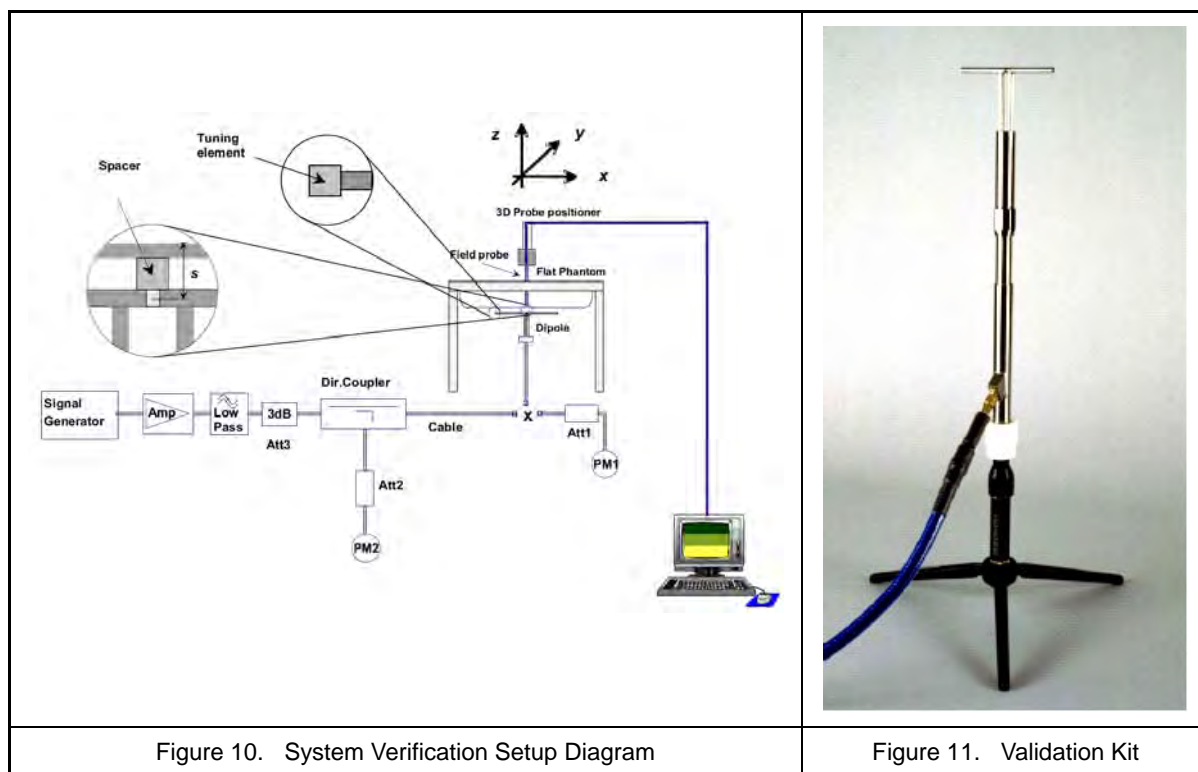 Tuning
element
Spacer
z
y
x
3D Probe positioner
s
Field probe
Flat Phantom
Dipole
Dir.Coupler
Signal
Generator
Amp
Low
Pass
3dB
Cable
x
Att3
Att1
PM1
Att2
PM2
Figure 10. System Verification Setup Diagram
Figure 11. Validation Kit